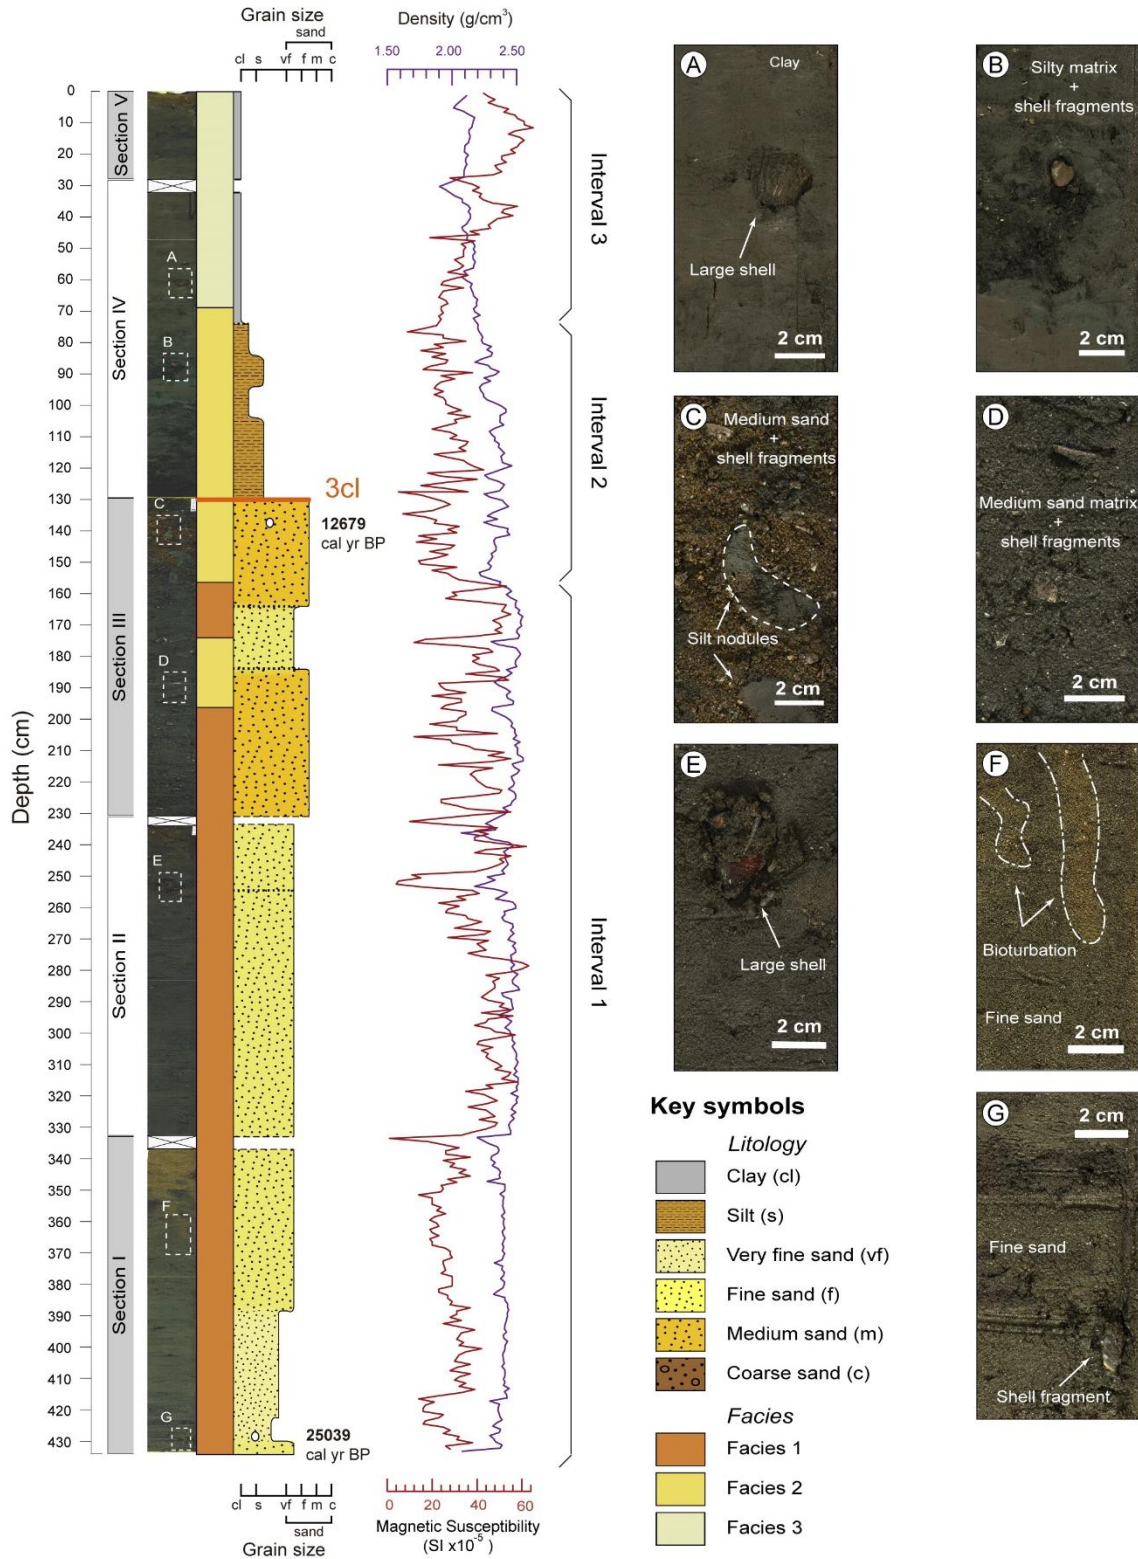 Grain size
sand
cl s vf f m c
Density (g/cm³)
1.50 2.00 2.50
Depth (cm)
0
10
20
30
40
50
60
70
80
90
100
110
120
130
140
150
160
170
180
190
200
210
220
230
240
250
260
270
280
290
300
310
320
330
340
350
360
370
380
390
400
410
420
430
Section V
Section IV
Section III
Section II
Section I
A
B
C
D
E
F
G
3cl
12679
cal yr BP
25039
cal yr BP
Interval 3
Interval 2
Interval 1
cl s vf f m c
sand
Grain size
0 20 40 60
Magnetic Susceptibility
(SI x10⁻⁵)
A
Clay
Large shell
2 cm
B
Silty matrix
+
shell fragments
2 cm
C
Medium sand
+
shell fragments
Silt nodules
2 cm
D
Medium sand matrix
+
shell fragments
2 cm
E
Large shell
2 cm
F
Bioturbation
Fine sand
2 cm
G
2 cm
Fine sand
Shell fragment
Key symbols
Litology
Clay (cl)
Silt (s)
Very fine sand (vf)
Fine sand (f)
Medium sand (m)
Coarse sand (c)
Facies
Facies 1
Facies 2
Facies 3